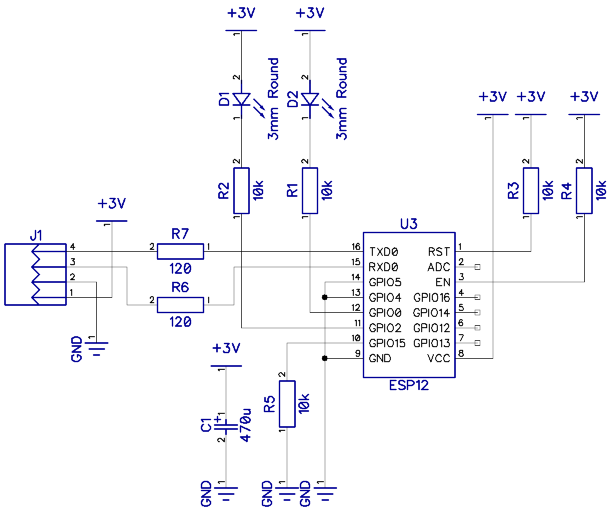 +3V
+3V
D1
2
1
3mm Round
D2
2
1
3mm Round
+3V
+3V
+3V
R2
2
1
10k
R1
2
1
10k
R3
2
1
10k
R4
2
1
10k
+3V
1
J1
4
3
2
1
R7
2
1
120
R6
2
1
120
GND
1
U3
16 TXD0 RST 1
15 RXD0 ADC 2
14 GPIO5 EN 3
13 GPIO4 GPIO16 4
12 GPIO0 GPIO14 5
11 GPIO2 GPIO12 6
10 GPIO15 GPIO13 7
9 GND VCC 8
ESP12
+3V
1
C1
+
1
2
470u
R5
2
1
10k
GND
1
GND
1
GND
1